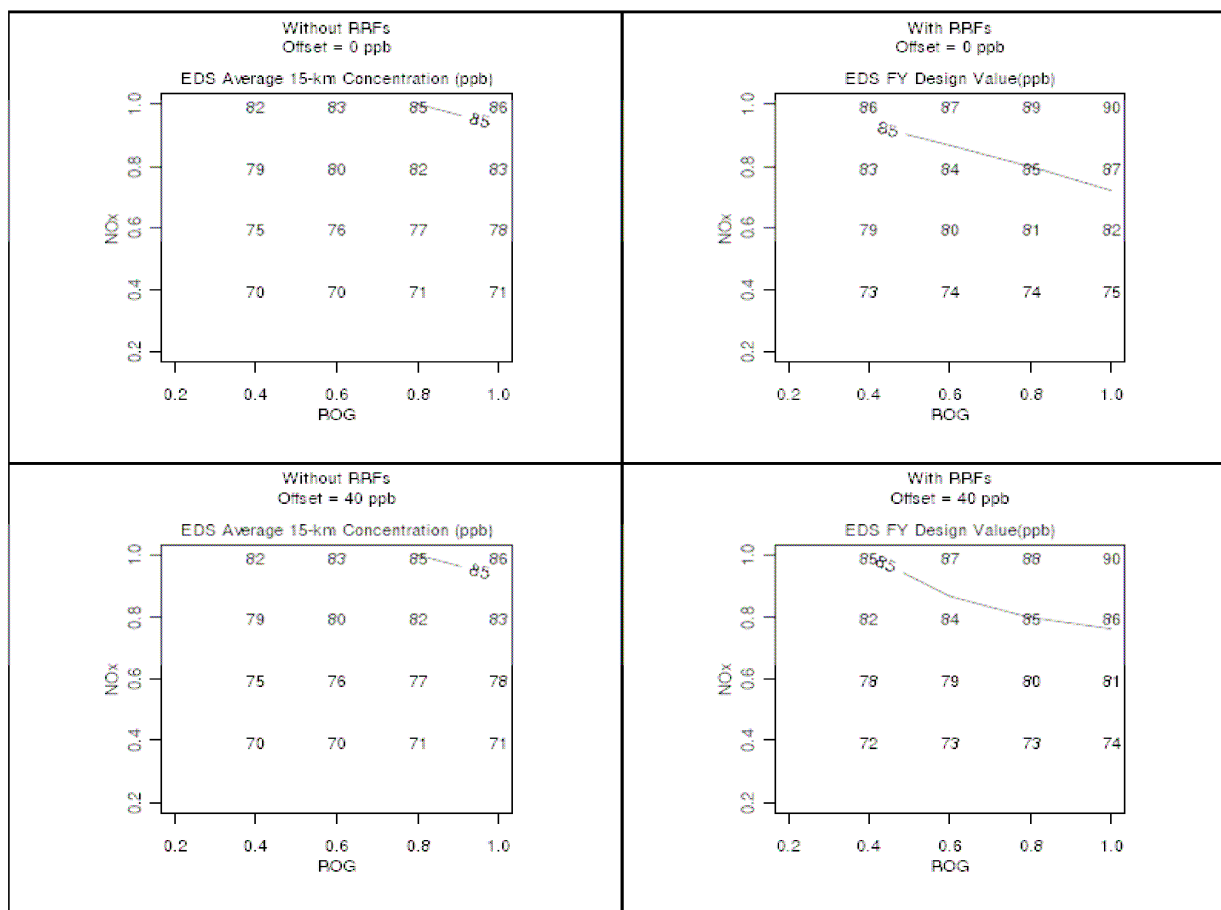 Without RRFs
Offset = 0 ppb
EDS Average 15-km Concentration (ppb)
1.0 82 83 85 86
85
0.8 79 80 82 83
NOx
0.6 75 76 77 78
0.4 70 70 71 71
0.2
0.2 0.4 0.6 0.8 1.0
ROG
With RRFs
Offset = 0 ppb
EDS FY Design Value(ppb)
1.0 86 87 89 90
85
0.8 83 84 85 87
NOx
0.6 79 80 81 82
0.4 73 74 74 75
0.2
0.2 0.4 0.6 0.8 1.0
ROG
Without RRFs
Offset = 40 ppb
EDS Average 15-km Concentration (ppb)
1.0 82 83 85 86
85
0.8 79 80 82 83
NOx
0.6 75 76 77 78
0.4 70 70 71 71
0.2
0.2 0.4 0.6 0.8 1.0
ROG
With RRFs
Offset = 40 ppb
EDS FY Design Value(ppb)
1.0 85 87 88 90
85
0.8 82 84 85 86
NOx
0.6 78 79 80 81
0.4 72 73 73 74
0.2
0.2 0.4 0.6 0.8 1.0
ROG